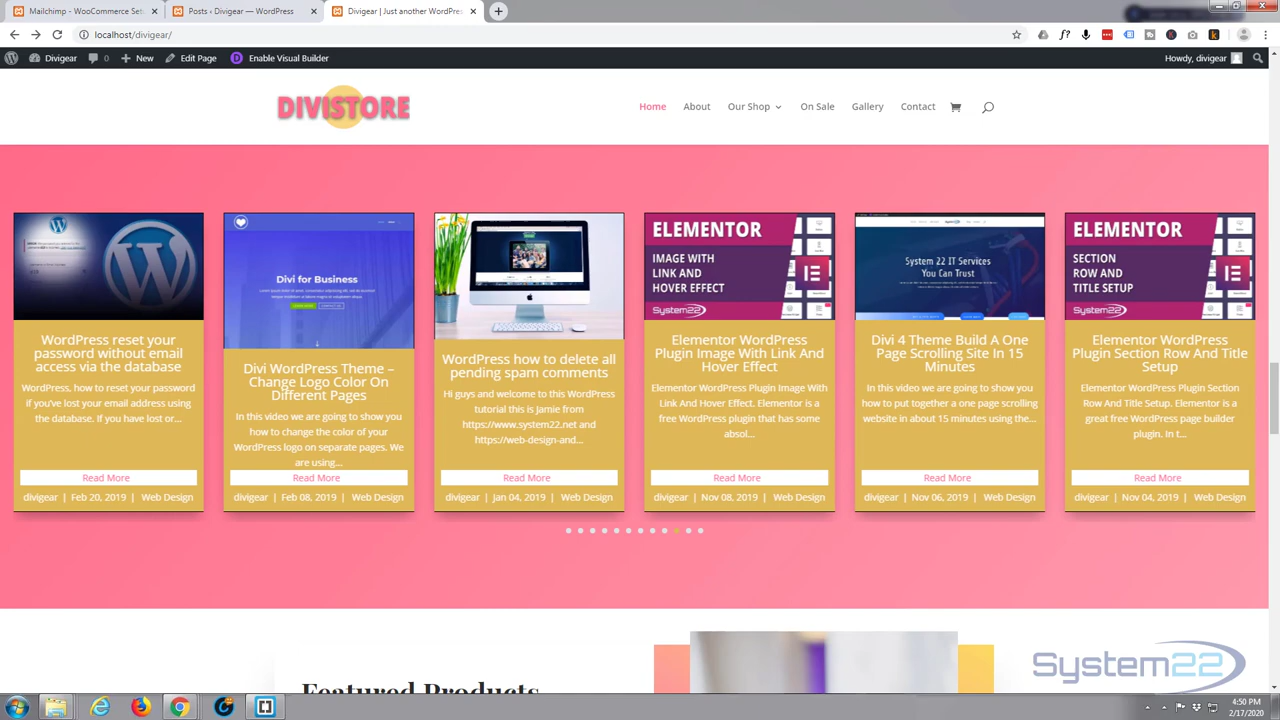 Mailchimp - WooCommerce Set
Posts ‹ Divigear — WordPress
Divigear | Just another WordPres
localhost/divigear/
Divigear
0
New
Edit Page
Enable Visual Builder
Howdy, divigear
DIVISTORE
Home
About
Our Shop
On Sale
Gallery
Contact
WordPress reset your
password without email
access via the database
WordPress, how to reset your password
if you've lost your email address using
the database. If you have lost or...
Read More
divigear | Feb 20, 2019 | Web Design
Divi for Business
Divi WordPress Theme –
Change Logo Color On
Different Pages
In this video we are going to show you
how to change the color of your
WordPress logo on separate pages. We
are using...
Read More
divigear | Feb 08, 2019 | Web Design
WordPress how to delete all
pending spam comments
Hi guys and welcome to this WordPress
tutorial this is Jamie from
https://www.system22.net and
https://web-design-and...
Read More
divigear | Jan 04, 2019 | Web Design
ELEMENTOR
IMAGE WITH
LINK AND
HOVER EFFECT
System22
Elementor WordPress
Plugin Image With Link And
Hover Effect
Elementor WordPress Plugin Image With
Link And Hover Effect. Elementor is a
free WordPress plugin that has some
absol...
Read More
divigear | Nov 08, 2019 | Web Design
System 22 IT Services
You Can Trust
Divi 4 Theme Build A One
Page Scrolling Site In 15
Minutes
In this video we are going to show you
how to put together a one page scrolling
website in about 15 minutes using the...
Read More
divigear | Nov 06, 2019 | Web Design
ELEMENTOR
SECTION
ROW AND
TITLE SETUP
System22
Elementor WordPress
Plugin Section Row And Title
Setup
Elementor WordPress Plugin Section
Row And Title Setup. Elementor is a
great free WordPress page builder
plugin. In t...
Read More
divigear | Nov 04, 2019 | Web Design
Featured Products
System22
4:50 PM
2/17/2020